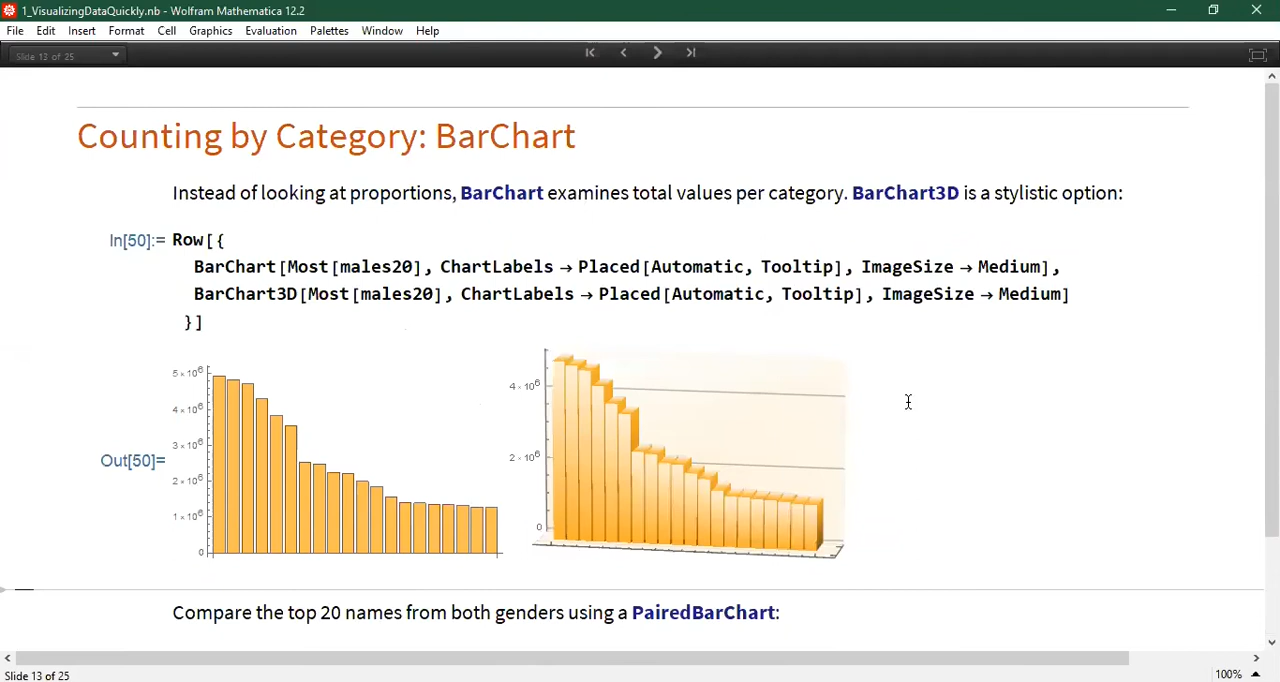 1_VisualizingDataQuickly.nb - Wolfram Mathematica 12.2
File Edit Insert Format Cell Graphics Evaluation Palettes Window Help
Slide 13 of 25
Counting by Category: BarChart
Instead of looking at proportions, BarChart examines total values per category. BarChart3D is a stylistic option:
In[50]:= Row[{
BarChart[Most[males20], ChartLabels → Placed[Automatic, Tooltip], ImageSize → Medium],
BarChart3D[Most[males20], ChartLabels → Placed[Automatic, Tooltip], ImageSize → Medium]
}]
Out[50]=
5 × 10⁶
4 × 10⁶
3 × 10⁶
2 × 10⁶
1 × 10⁶
0
4 × 10⁶
2 × 10⁶
0
Compare the top 20 names from both genders using a PairedBarChart:
Slide 13 of 25
100%